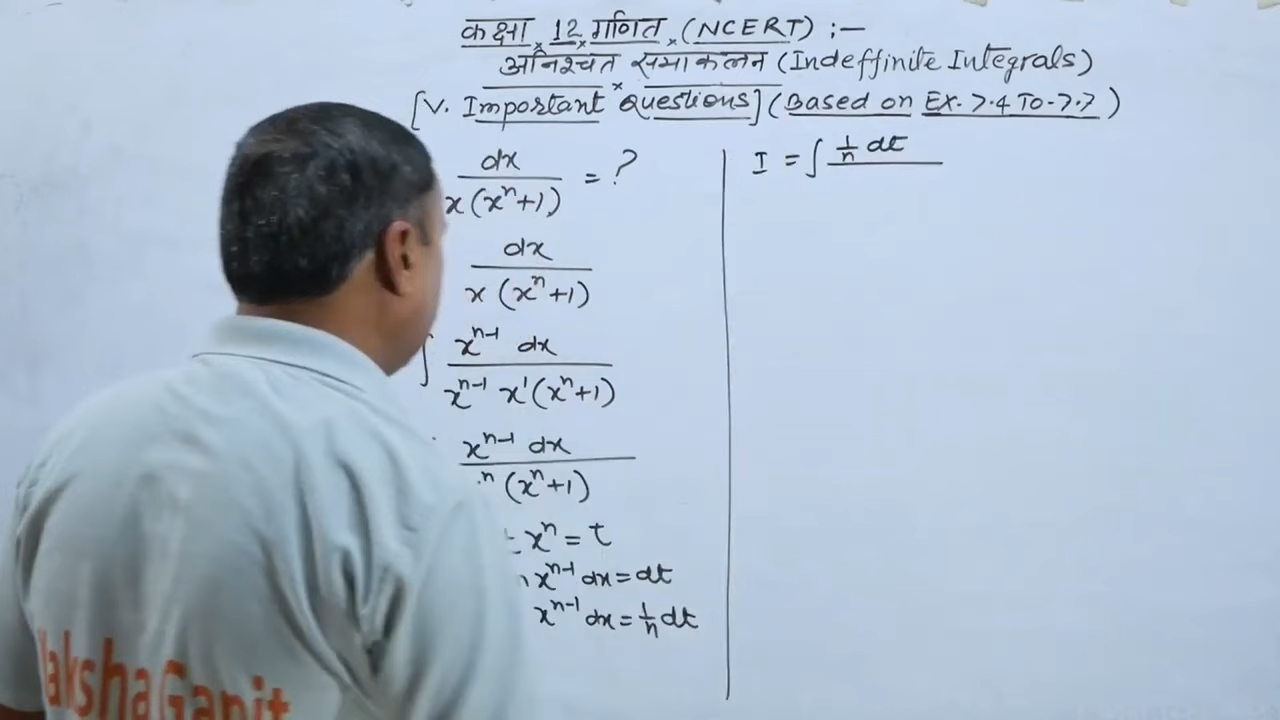 कक्षा 12 गणित (NCERT) :-
अनिश्चत समाकलन (Indeffinite Integrals)
[V. Important Questions] (Based on Ex. 7.4 To 7.7)
dx
x(xⁿ+1) = ?
dx
x (xⁿ+1)
∫ xⁿ⁻¹ dx
xⁿ⁻¹ x¹(xⁿ+1)
xⁿ⁻¹ dx
ⁿ (xⁿ+1)
xⁿ = t
xⁿ⁻¹ dx = dt
xⁿ⁻¹ dx = 1/n dt
I = ∫ 1/n dt
YakshaGanit